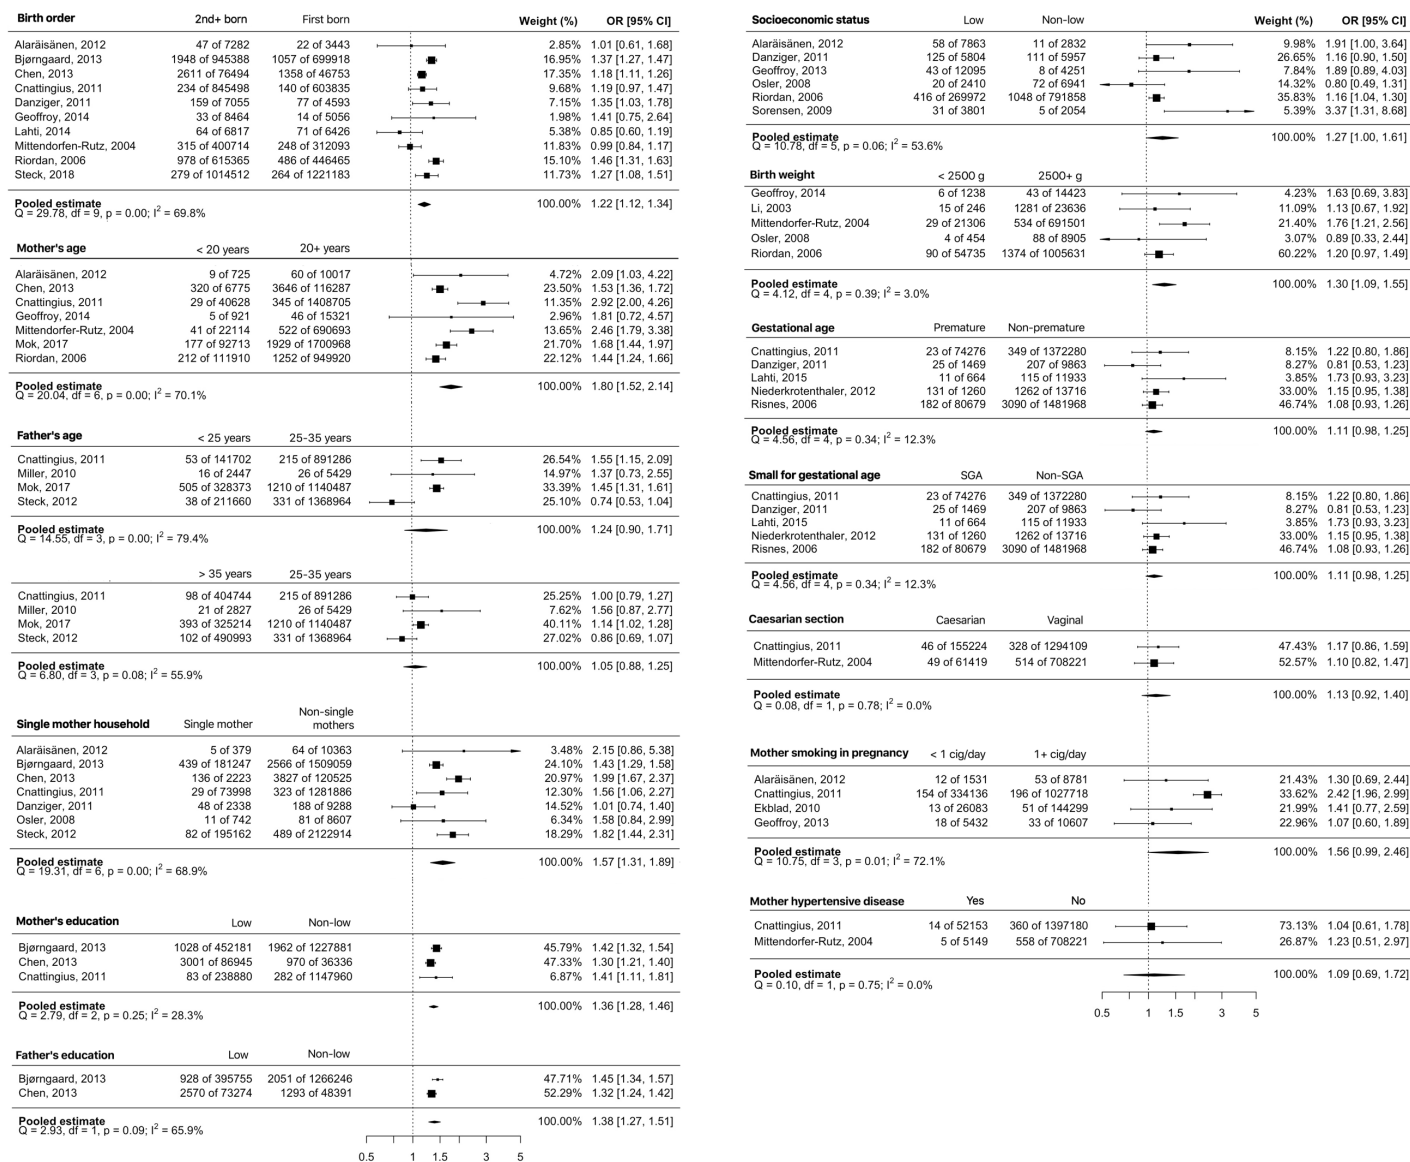 Birth order 2nd+ born First born Weight (%) OR [95% CI]
Alaräisänen, 2012 47 of 7282 22 of 3443 2.85% 1.01 [0.61, 1.68]
Bjørngaard, 2013 1948 of 945388 1057 of 699918 16.95% 1.37 [1.27, 1.47]
Chen, 2013 2611 of 76494 1358 of 46753 17.35% 1.18 [1.11, 1.26]
Cnattingius, 2011 234 of 845498 140 of 603835 9.68% 1.19 [0.97, 1.47]
Danziger, 2011 159 of 7055 77 of 4593 7.15% 1.35 [1.03, 1.78]
Geoffroy, 2014 33 of 8464 14 of 5056 1.98% 1.41 [0.75, 2.64]
Lahti, 2014 64 of 6817 71 of 6426 5.38% 0.85 [0.60, 1.19]
Mittendorfen-Rutz, 2004 315 of 400714 248 of 312093 11.83% 0.99 [0.84, 1.17]
Riordan, 2006 978 of 615365 486 of 446465 15.10% 1.46 [1.31, 1.63]
Steck, 2018 279 of 1014512 264 of 1221183 11.73% 1.27 [1.08, 1.51]
Pooled estimate 100.00% 1.22 [1.12, 1.34]
Q = 29.78, df = 9, p = 0.00; I² = 69.8%
Mother's age < 20 years 20+ years
Alaräisänen, 2012 9 of 725 60 of 10017 4.72% 2.09 [1.03, 4.22]
Chen, 2013 320 of 6775 3646 of 116287 23.50% 1.53 [1.36, 1.72]
Cnattingius, 2011 29 of 40628 345 of 1408705 11.35% 2.92 [2.00, 4.26]
Geoffroy, 2014 5 of 921 46 of 15321 2.96% 1.81 [0.72, 4.57]
Mittendorfer-Rutz, 2004 41 of 22114 522 of 690693 13.65% 2.46 [1.79, 3.38]
Mok, 2017 177 of 92713 1929 of 1700968 21.70% 1.68 [1.44, 1.97]
Riordan, 2006 212 of 111910 1252 of 949920 22.12% 1.44 [1.24, 1.66]
Pooled estimate 100.00% 1.80 [1.52, 2.14]
Q = 20.04, df = 6, p = 0.00; I² = 70.1%
Father's age < 25 years 25-35 years
Cnattingius, 2011 53 of 141702 215 of 891286 26.54% 1.55 [1.15, 2.09]
Miller, 2010 16 of 2447 26 of 5429 14.97% 1.37 [0.73, 2.55]
Mok, 2017 505 of 328373 1210 of 1140487 33.39% 1.45 [1.31, 1.61]
Steck, 2012 38 of 211660 331 of 1368964 25.10% 0.74 [0.53, 1.04]
Pooled estimate 100.00% 1.24 [0.90, 1.71]
Q = 14.55, df = 3, p = 0.00; I² = 79.4%
> 35 years 25-35 years
Cnattingius, 2011 98 of 404744 215 of 891286 25.25% 1.00 [0.79, 1.27]
Miller, 2010 21 of 2827 26 of 5429 7.62% 1.56 [0.87, 2.77]
Mok, 2017 393 of 325214 1210 of 1140487 40.11% 1.14 [1.02, 1.28]
Steck, 2012 102 of 490993 331 of 1368964 27.02% 0.86 [0.69, 1.07]
Pooled estimate 100.00% 1.05 [0.88, 1.25]
Q = 6.80, df = 3, p = 0.08; I² = 55.9%
Non-single
Single mother household Single mother mothers
Alaräisänen, 2012 5 of 379 64 of 10363 3.48% 2.15 [0.86, 5.38]
Bjørngaard, 2013 439 of 181247 2566 of 1509059 24.10% 1.43 [1.29, 1.58]
Chen, 2013 136 of 2223 3827 of 120525 20.97% 1.99 [1.67, 2.37]
Cnattingius, 2011 29 of 73998 323 of 1281886 12.30% 1.56 [1.06, 2.27]
Danziger, 2011 48 of 2338 188 of 9288 14.52% 1.01 [0.74, 1.40]
Osler, 2008 11 of 742 81 of 8607 6.34% 1.58 [0.84, 2.99]
Steck, 2012 82 of 195162 489 of 2122914 18.29% 1.82 [1.44, 2.31]
Pooled estimate 100.00% 1.57 [1.31, 1.89]
Q = 19.31, df = 6, p = 0.00; I² = 68.9%
Mother's education Low Non-low
Bjørngaard, 2013 1028 of 452181 1962 of 1227881 45.79% 1.42 [1.32, 1.54]
Chen, 2013 3001 of 86945 970 of 36336 47.33% 1.30 [1.21, 1.40]
Cnattingius, 2011 83 of 238880 282 of 1147960 6.87% 1.41 [1.11, 1.81]
Pooled estimate 100.00% 1.36 [1.28, 1.46]
Q = 2.79, df = 2, p = 0.25; I² = 28.3%
Father's education Low Non-low
Bjørngaard, 2013 928 of 395755 2051 of 1266246 47.71% 1.45 [1.34, 1.57]
Chen, 2013 2570 of 73274 1293 of 48391 52.29% 1.32 [1.24, 1.42]
Pooled estimate 100.00% 1.38 [1.27, 1.51]
Q = 2.93, df = 1, p = 0.09; I² = 65.9%
0.5 1 1.5 3 5
Socioeconomic status Low Non-low Weight (%) OR [95% CI]
Alaräisänen, 2012 58 of 7863 11 of 2832 9.98% 1.91 [1.00, 3.64]
Danziger, 2011 125 of 5804 111 of 5957 26.65% 1.16 [0.90, 1.50]
Geoffroy, 2013 43 of 12095 8 of 4251 7.84% 1.89 [0.89, 4.03]
Osler, 2008 20 of 2410 72 of 6941 14.32% 0.80 [0.49, 1.31]
Riordan, 2006 416 of 269972 1048 of 791858 35.83% 1.16 [1.04, 1.30]
Sorensen, 2009 31 of 3801 5 of 2054 5.39% 3.37 [1.31, 8.68]
Pooled estimate 100.00% 1.27 [1.00, 1.61]
Q = 10.78, df = 5, p = 0.06; I² = 53.6%
Birth weight < 2500 g 2500+ g
Geoffroy, 2014 6 of 1238 43 of 14423 4.23% 1.63 [0.69, 3.83]
Li, 2003 15 of 246 1281 of 23636 11.09% 1.13 [0.67, 1.92]
Mittendorfer-Rutz, 2004 29 of 21306 534 of 691501 21.40% 1.76 [1.21, 2.56]
Osler, 2008 4 of 454 88 of 8905 3.07% 0.89 [0.33, 2.44]
Riordan, 2006 90 of 54735 1374 of 1005631 60.22% 1.20 [0.97, 1.49]
Pooled estimate 100.00% 1.30 [1.09, 1.55]
Q = 4.12, df = 4, p = 0.39; I² = 3.0%
Gestational age Premature Non-premature
Cnattingius, 2011 23 of 74276 349 of 1372280 8.15% 1.22 [0.80, 1.86]
Danziger, 2011 25 of 1469 207 of 9863 8.27% 0.81 [0.53, 1.23]
Lahti, 2015 11 of 664 115 of 11933 3.85% 1.73 [0.93, 3.23]
Niederkrotenthaler, 2012 131 of 1260 1262 of 13716 33.00% 1.15 [0.95, 1.38]
Risnes, 2006 182 of 80679 3090 of 1481968 46.74% 1.08 [0.93, 1.26]
Pooled estimate 100.00% 1.11 [0.98, 1.25]
Q = 4.56, df = 4, p = 0.34; I² = 12.3%
Small for gestational age SGA Non-SGA
Cnattingius, 2011 23 of 74276 349 of 1372280 8.15% 1.22 [0.80, 1.86]
Danziger, 2011 25 of 1469 207 of 9863 8.27% 0.81 [0.53, 1.23]
Lahti, 2015 11 of 664 115 of 11933 3.85% 1.73 [0.93, 3.23]
Niederkrotenthaler, 2012 131 of 1260 1262 of 13716 33.00% 1.15 [0.95, 1.38]
Risnes, 2006 182 of 80679 3090 of 1481968 46.74% 1.08 [0.93, 1.26]
Pooled estimate 100.00% 1.11 [0.98, 1.25]
Q = 4.56, df = 4, p = 0.34; I² = 12.3%
Caesarian section Caesarian Vaginal
Cnattingius, 2011 46 of 155224 328 of 1294109 47.43% 1.17 [0.86, 1.59]
Mittendorfer-Rutz, 2004 49 of 61419 514 of 708221 52.57% 1.10 [0.82, 1.47]
Pooled estimate 100.00% 1.13 [0.92, 1.40]
Q = 0.08, df = 1, p = 0.78; I² = 0.0%
Mother smoking in pregnancy < 1 cig/day 1+ cig/day
Alaräisänen, 2012 12 of 1531 53 of 8781 21.43% 1.30 [0.69, 2.44]
Cnattingius, 2011 154 of 334136 196 of 1027718 33.62% 2.42 [1.96, 2.99]
Ekblad, 2010 13 of 26083 51 of 144299 21.99% 1.41 [0.77, 2.59]
Geoffroy, 2013 18 of 5432 33 of 10607 22.96% 1.07 [0.60, 1.89]
Pooled estimate 100.00% 1.56 [0.99, 2.46]
Q = 10.75, df = 3, p = 0.01; I² = 72.1%
Mother hypertensive disease Yes No
Cnattingius, 2011 14 of 52153 360 of 1397180 73.13% 1.04 [0.61, 1.78]
Mittendorfer-Rutz, 2004 5 of 5149 558 of 708221 26.87% 1.23 [0.51, 2.97]
Pooled estimate 100.00% 1.09 [0.69, 1.72]
Q = 0.10, df = 1, p = 0.75; I² = 0.0%
0.5 1 1.5 3 5